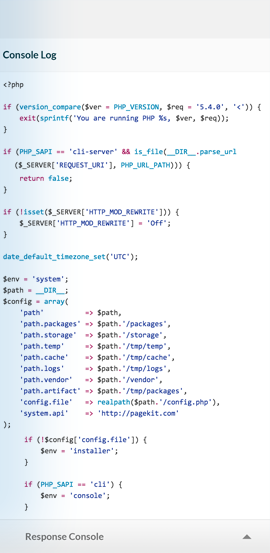 Console Log
<?php
if (version_compare($ver = PHP_VERSION, $req = '5.4.0', '<')) {
exit(sprintf('You are running PHP %s, $ver, $req));
}
if (PHP_SAPI == 'cli-server' && is_file(__DIR__.parse_url
($_SERVER['REQUEST_URI'], PHP_URL_PATH))) {
return false;
}
if (!isset($_SERVER['HTTP_MOD_REWRITE'])) {
$_SERVER['HTTP_MOD_REWRITE'] = 'Off';
}
date_default_timezone_set('UTC');
$env = 'system';
$path = __DIR__;
$config = array(
'path' => $path,
'path.packages' => $path.'/packages',
'path.storage' => $path.'/storage',
'path.temp' => $path.'/tmp/temp',
'path.cache' => $path.'/tmp/cache',
'path.logs' => $path.'/tmp/logs',
'path.vendor' => $path.'/vendor',
'path.artifact' => $path.'/tmp/packages',
'config.file' => realpath($path.'/config.php'),
'system.api' => 'http://pagekit.com'
);
if (!$config['config.file']) {
$env = 'installer';
}
if (PHP_SAPI == 'cli') {
$env = 'console';
}
Response Console